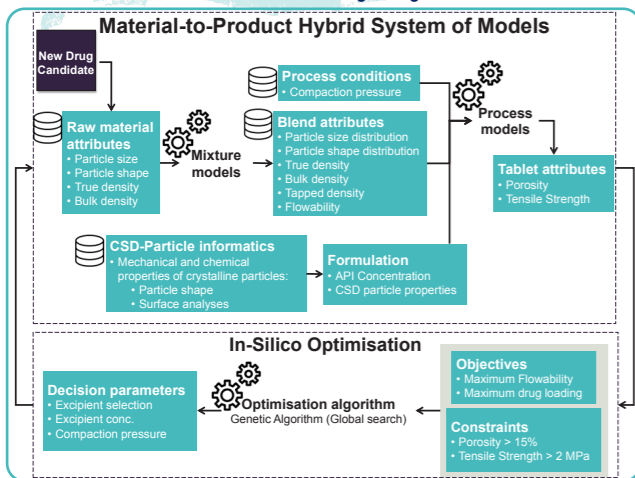 Material-to-Product Hybrid System of Models
New Drug
Candidate
Raw material
attributes
• Particle size
• Particle shape
• True density
• Bulk density
Mixture
models
Process conditions
• Compaction pressure
Blend attributes
• Particle size distribution
• Particle shape distribution
• True density
• Bulk density
• Tapped density
• Flowability
Process
models
Tablet attributes
• Porosity
• Tensile Strength
CSD-Particle informatics
• Mechanical and chemical
properties of crystalline particles:
• Particle shape
• Surface analyses
Formulation
• API Concentration
• CSD particle properties
In-Silico Optimisation
Decision parameters
• Excipient selection
• Excipient conc.
• Compaction pressure
Optimisation algorithm
Genetic Algorithm (Global search)
Objectives
• Maximum Flowability
• Maximum drug loading
Constraints
• Porosity > 15%
• Tensile Strength > 2 MPa